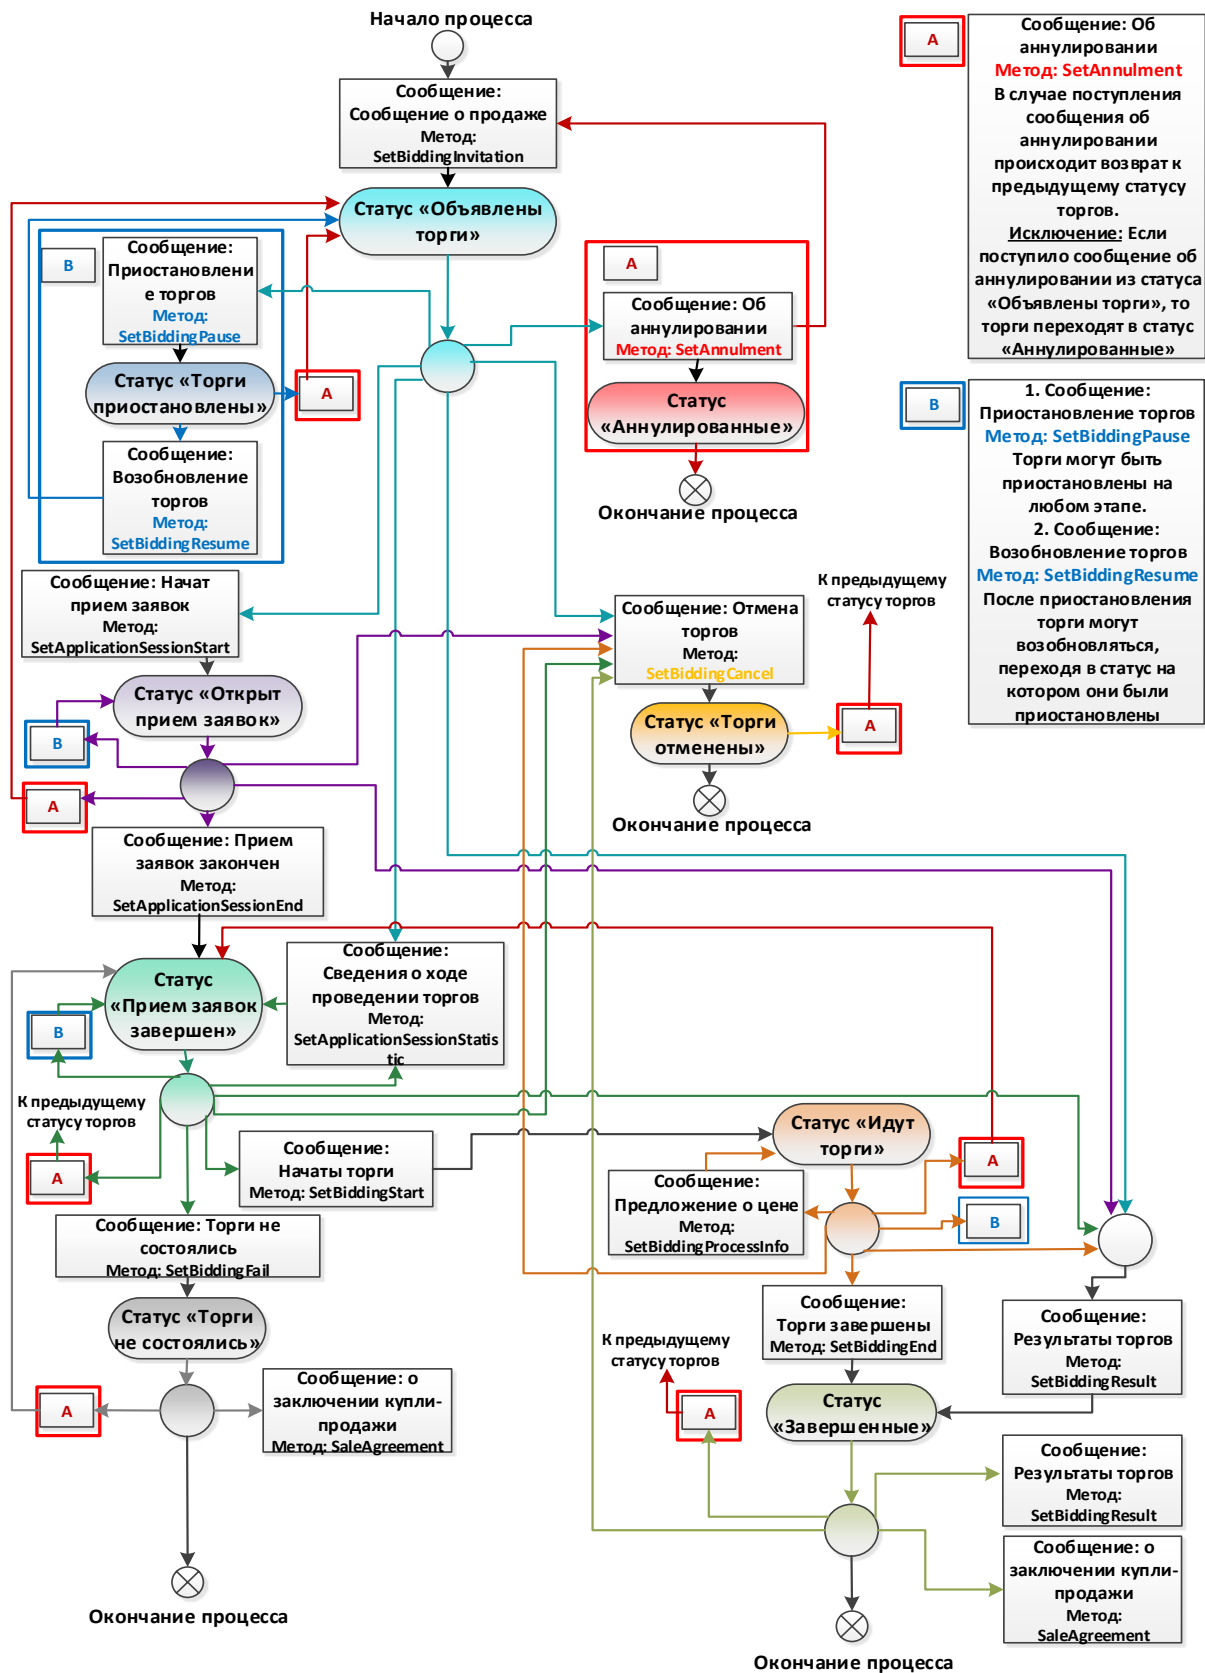 Начало процесса
Сообщение:
Сообщение о продаже
Метод:
SetBiddingInvitation
Статус «Объявлены
торги»
A
Сообщение: Об
аннулировании
Метод: SetAnnulment
В случае поступления
сообщения об
аннулировании
происходит возврат к
предыдущему статусу
торгов.
Исключение: Если
поступило сообщение об
аннулировании из статуса
«Объявлены торги», то
торги переходят в статус
«Аннулированные»
B
1. Сообщение:
Приостановление торгов
Метод: SetBiddingPause
Торги могут быть
приостановлены на
любом этапе.
2. Сообщение:
Возобновление торгов
Метод: SetBiddingResume
После приостановления
торги могут
возобновляться,
переходя в статус на
котором они были
приостановлены
B
Сообщение:
Приостановлени
е торгов
Метод:
SetBiddingPause
Статус «Торги
приостановлены»
A
Сообщение:
Возобновление
торгов
Метод:
SetBiddingResume
A
Сообщение: Об
аннулировании
Метод: SetAnnulment
Статус
«Аннулированные»
Окончание процесса
Сообщение: Начат
прием заявок
Метод:
SetApplicationSessionStart
Статус «Открыт
прием заявок»
B
A
Сообщение: Отмена
торгов
Метод:
SetBiddingCancel
Статус «Торги
отменены»
К предыдущему
статусу торгов
A
Окончание процесса
Сообщение: Прием
заявок закончен
Метод:
SetApplicationSessionEnd
Статус
«Прием заявок
завершен»
B
Сообщение:
Сведения о ходе
проведении торгов
Метод:
SetApplicationSessionStatis
tic
К предыдущему
статусу торгов
A
Сообщение:
Начаты торги
Метод: SetBiddingStart
Статус «Идут
торги»
A
B
Сообщение:
Предложение о цене
Метод:
SetBiddingProcessInfo
Сообщение: Торги не
состоялись
Метод: SetBiddingFail
Статус «Торги
не состоялись»
A
Сообщение: о
заключении купли-
продажи
Метод: SaleAgreement
Окончание процесса
Сообщение:
Торги завершены
Метод: SetBiddingEnd
Сообщение:
Результаты торгов
Метод:
SetBiddingResult
К предыдущему
статусу торгов
A
Статус
«Завершенные»
Сообщение:
Результаты торгов
Метод:
SetBiddingResult
Сообщение: о
заключении купли-
продажи
Метод:
SaleAgreement
Окончание процесса